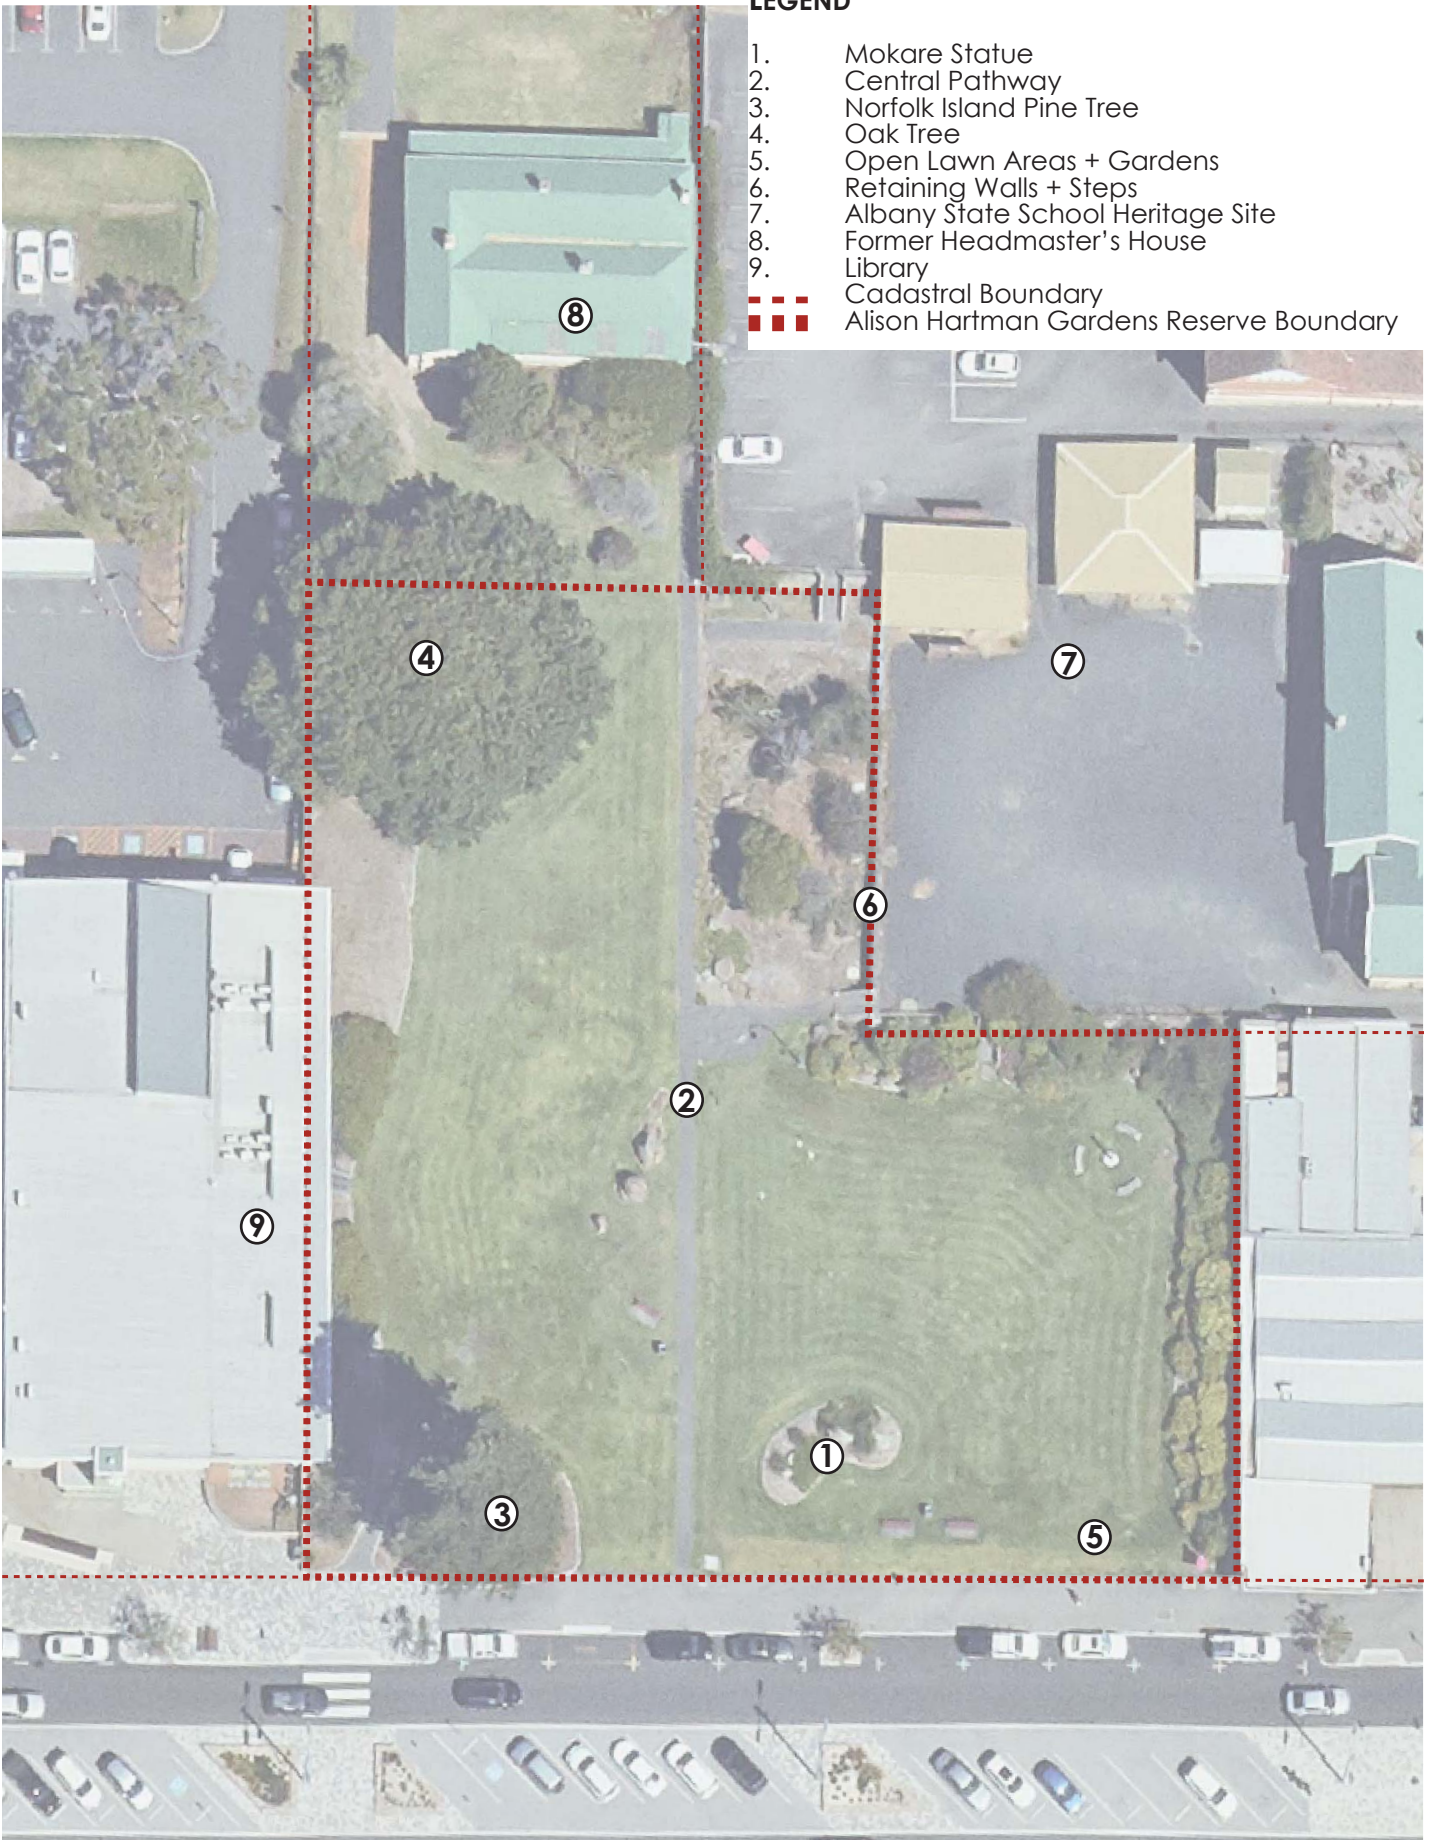 LEGEND
1. Mokare Statue
2. Central Pathway
3. Norfolk Island Pine Tree
4. Oak Tree
5. Open Lawn Areas + Gardens
6. Retaining Walls + Steps
7. Albany State School Heritage Site
8. Former Headmaster's House
9. Library
Cadastral Boundary
Alison Hartman Gardens Reserve Boundary
8
4
7
6
2
9
1
3
5